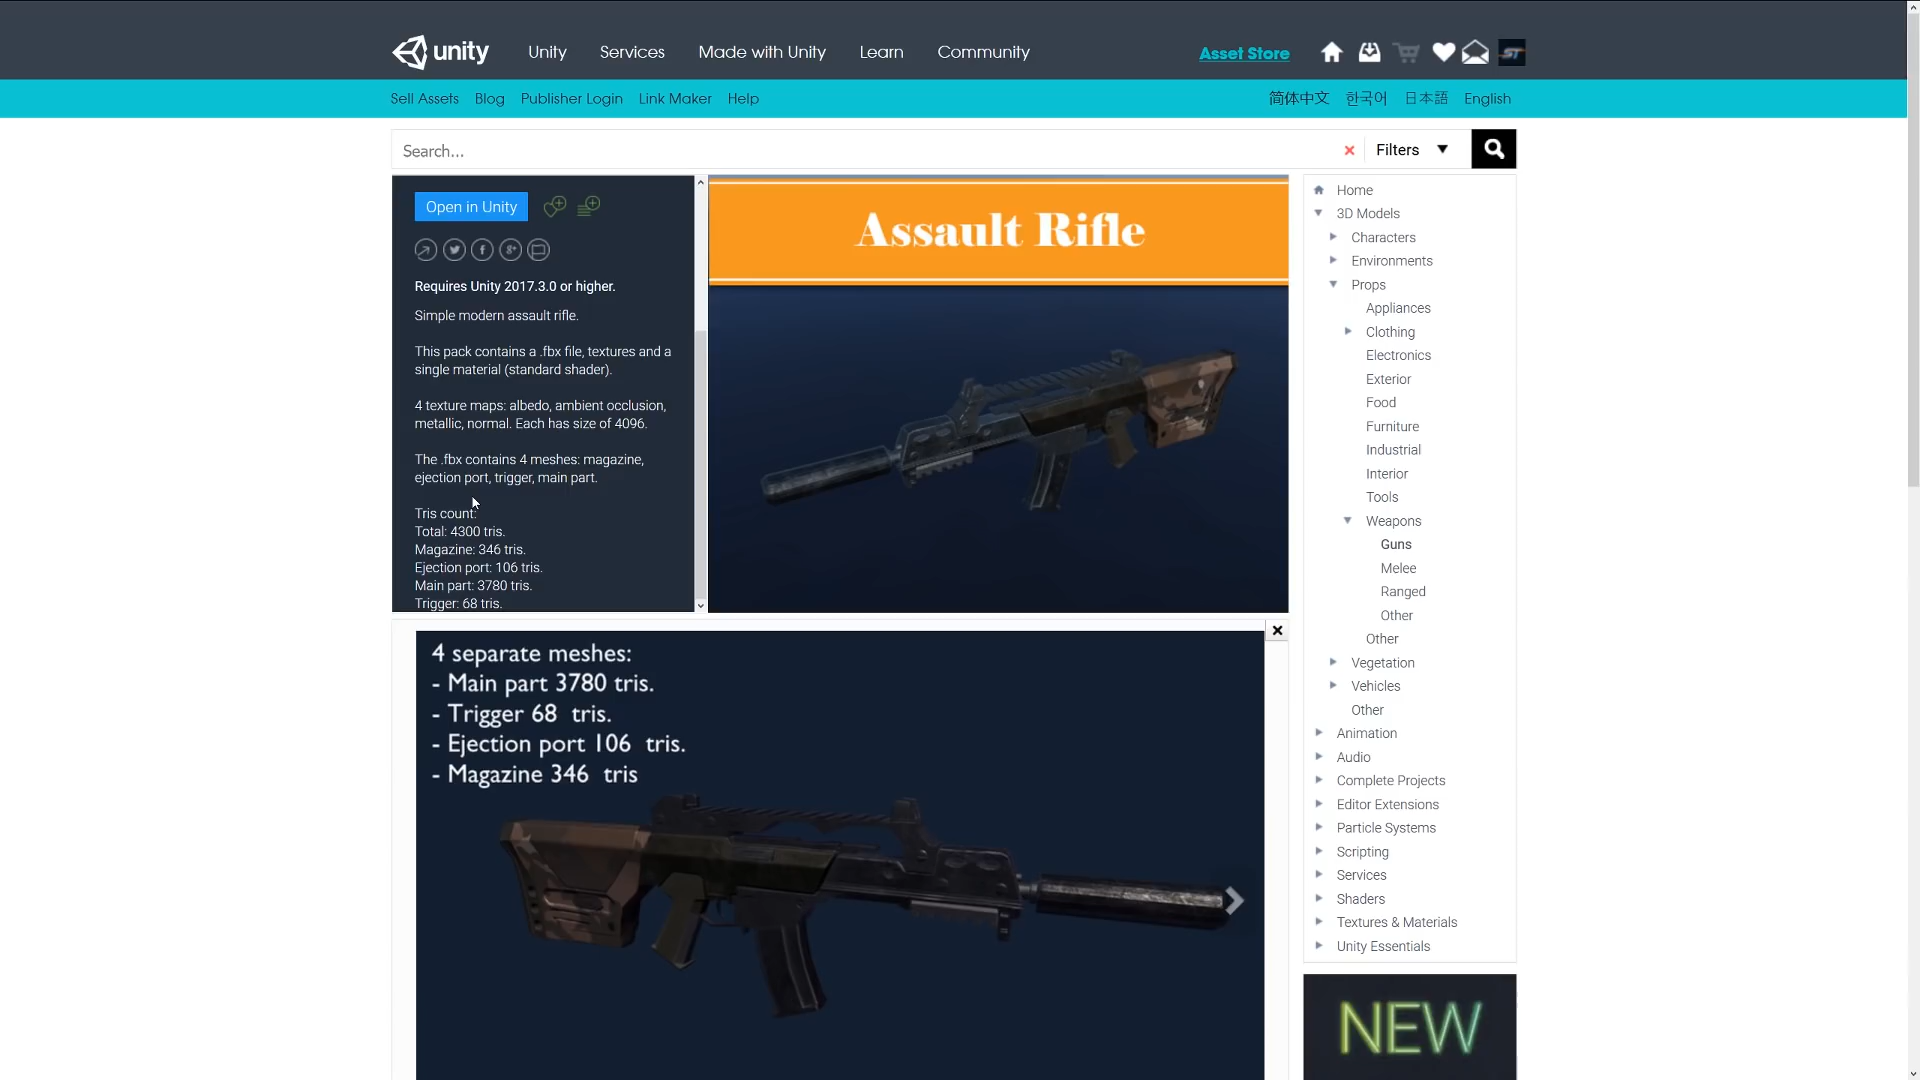 unity
Unity
Services
Made with Unity
Learn
Community
Asset Store
ST
Sell Assets
Blog
Publisher Login
Link Maker
Help
简体中文
한국어
日本語
English
Search...
Filters
Open in Unity
Requires Unity 2017.3.0 or higher.
Simple modern assault rifle.
This pack contains a .fbx file, textures and a
single material (standard shader).
4 texture maps: albedo, ambient occlusion,
metallic, normal. Each has size of 4096.
The .fbx contains 4 meshes: magazine,
ejection port, trigger, main part.
Tris count:
Total: 4300 tris.
Magazine: 346 tris.
Ejection port: 106 tris.
Main part: 3780 tris.
Trigger: 68 tris.
Assault Rifle
4 separate meshes:
- Main part 3780 tris.
- Trigger 68 tris.
- Ejection port 106 tris.
- Magazine 346 tris
Home
3D Models
Characters
Environments
Props
Appliances
Clothing
Electronics
Exterior
Food
Furniture
Industrial
Interior
Tools
Weapons
Guns
Melee
Ranged
Other
Other
Vegetation
Vehicles
Other
Animation
Audio
Complete Projects
Editor Extensions
Particle Systems
Scripting
Services
Shaders
Textures & Materials
Unity Essentials
NEW